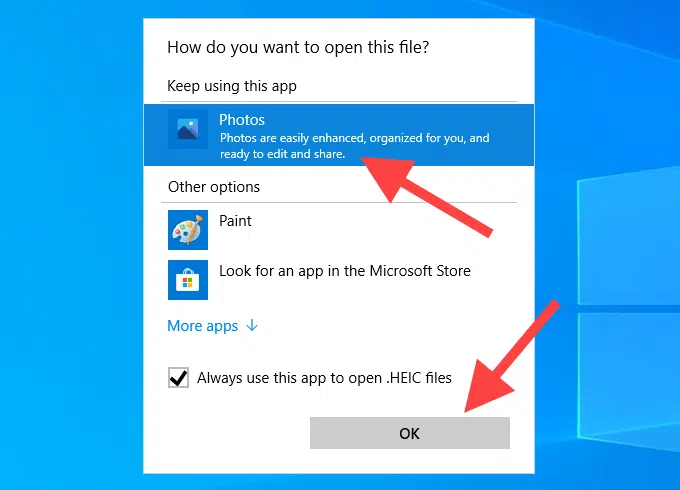 How do you want to open this file?
Keep using this app
Photos
Photos are easily enhanced, organized for you, and
ready to edit and share.
Other options
Paint
Look for an app in the Microsoft Store
More apps
Always use this app to open .HEIC files
OK